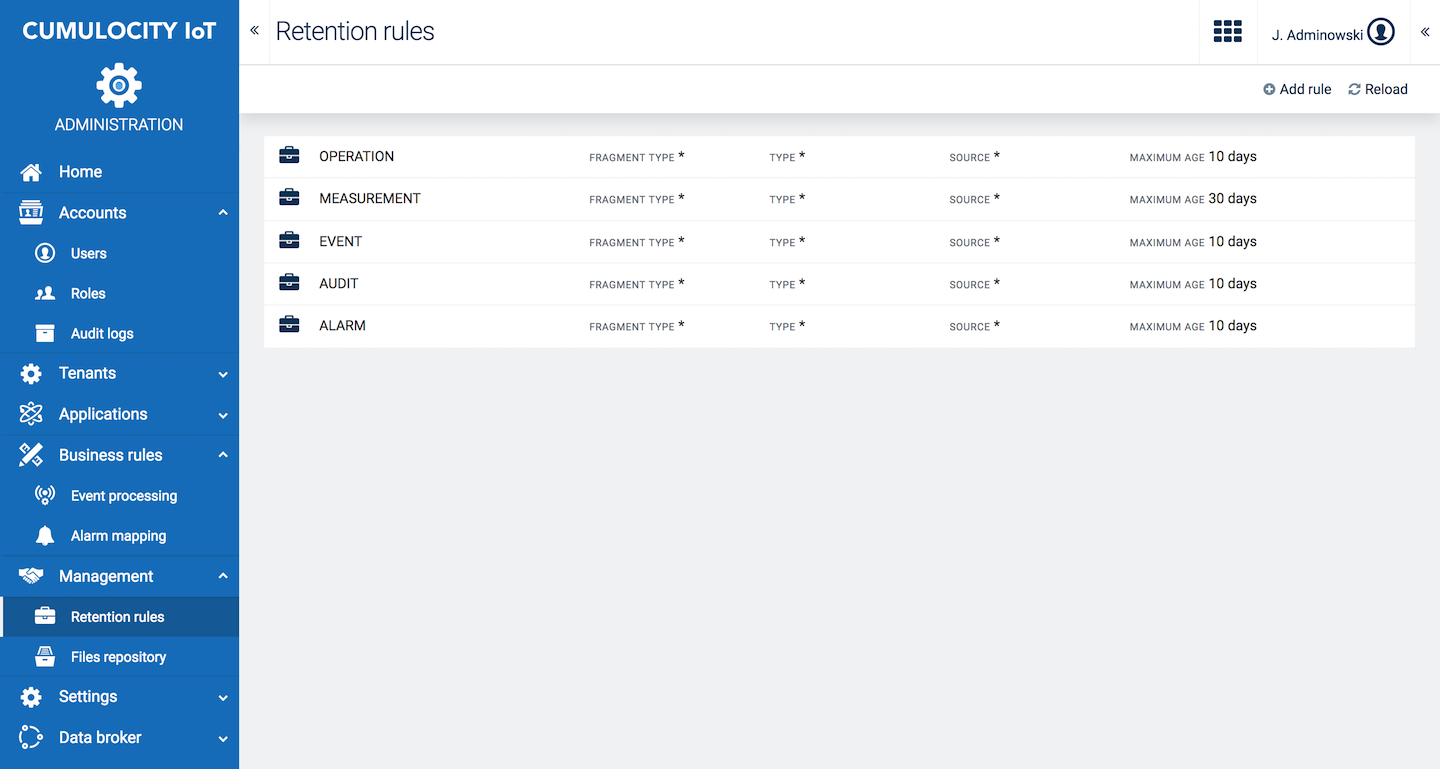 CUMULOCITY IoT
ADMINISTRATION
Home
Accounts
Users
Roles
Audit logs
Tenants
Applications
Business rules
Event processing
Alarm mapping
Management
Retention rules
Files repository
Settings
Data broker
« Retention rules
J. Adminowski «
Add rule Reload
OPERATION FRAGMENT TYPE * TYPE * SOURCE * MAXIMUM AGE 10 days
MEASUREMENT FRAGMENT TYPE * TYPE * SOURCE * MAXIMUM AGE 30 days
EVENT FRAGMENT TYPE * TYPE * SOURCE * MAXIMUM AGE 10 days
AUDIT FRAGMENT TYPE * TYPE * SOURCE * MAXIMUM AGE 10 days
ALARM FRAGMENT TYPE * TYPE * SOURCE * MAXIMUM AGE 10 days